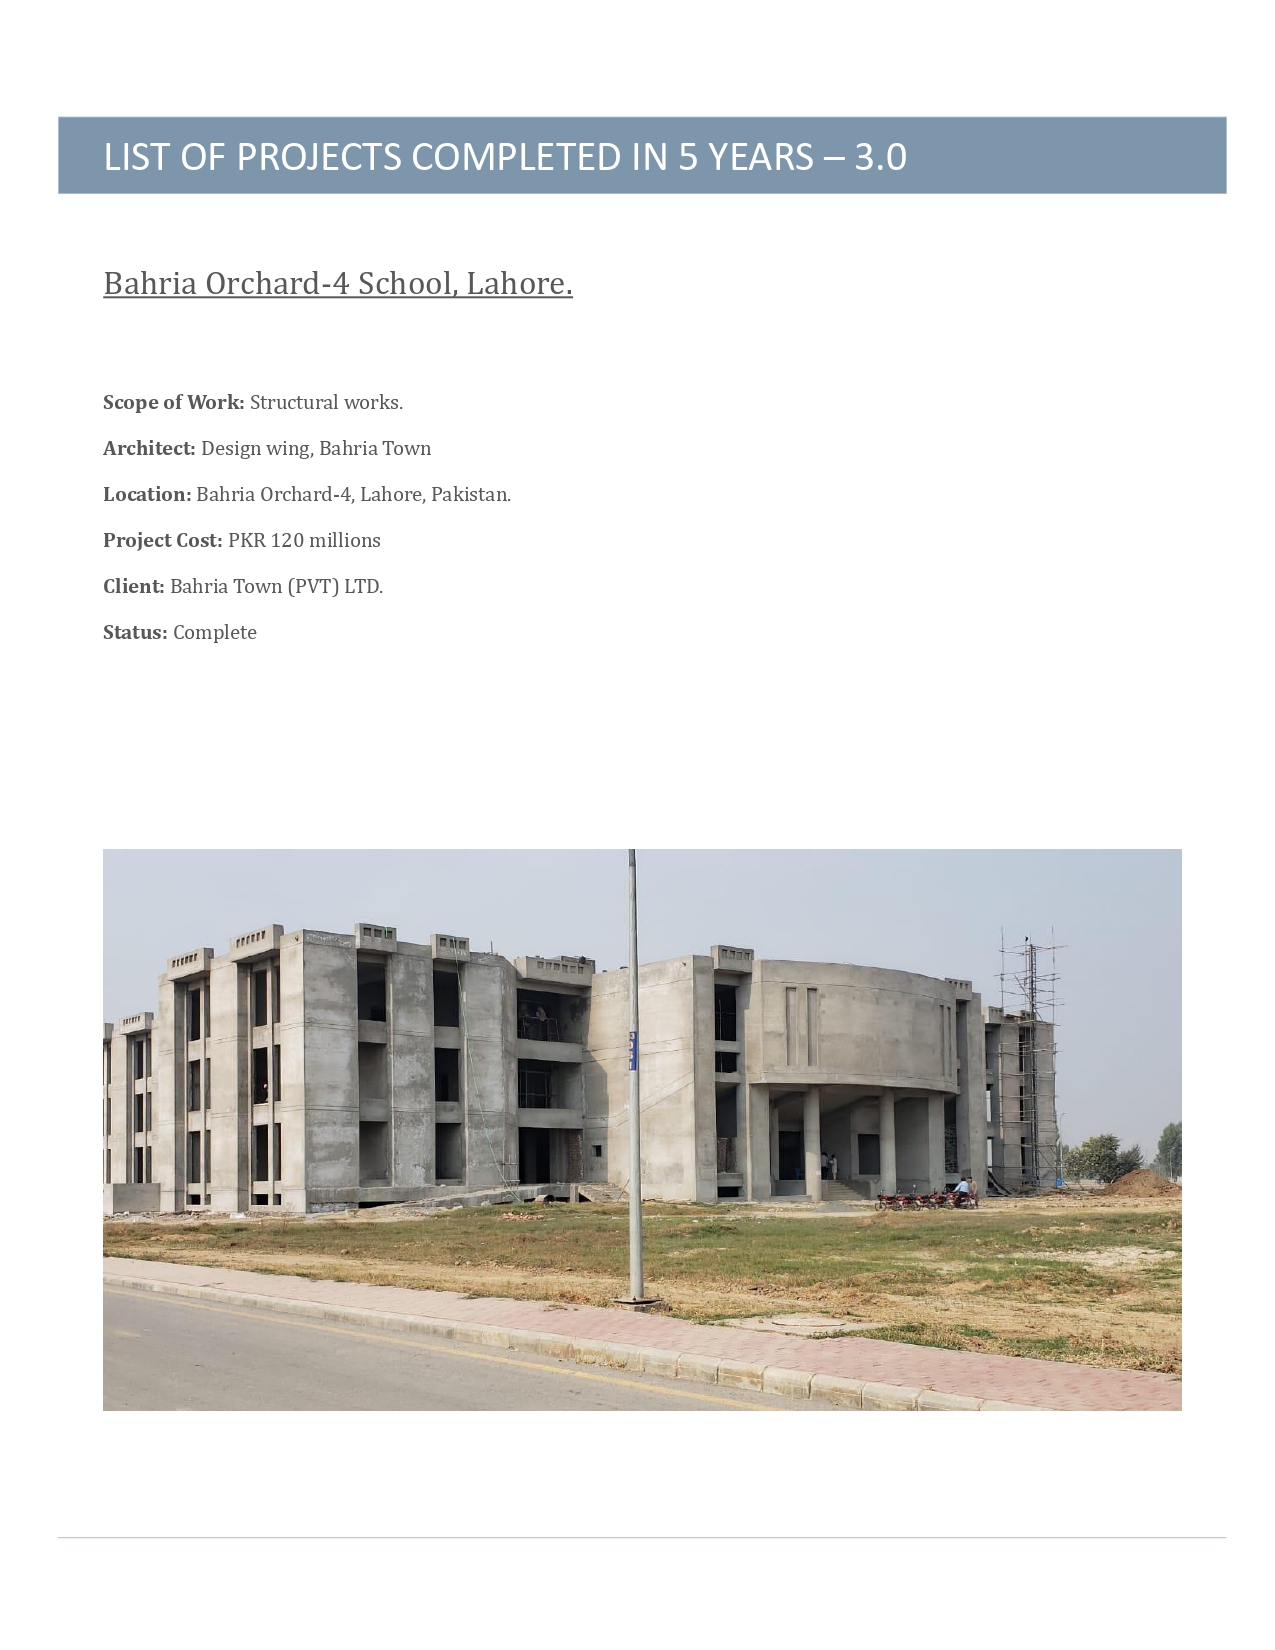 LIST OF PROJECTS COMPLETED IN 5 YEARS – 3.0
Bahria Orchard-4 School, Lahore.
Scope of Work: Structural works.
Architect: Design wing, Bahria Town
Location: Bahria Orchard-4, Lahore, Pakistan.
Project Cost: PKR 120 millions
Client: Bahria Town (PVT) LTD.
Status: Complete